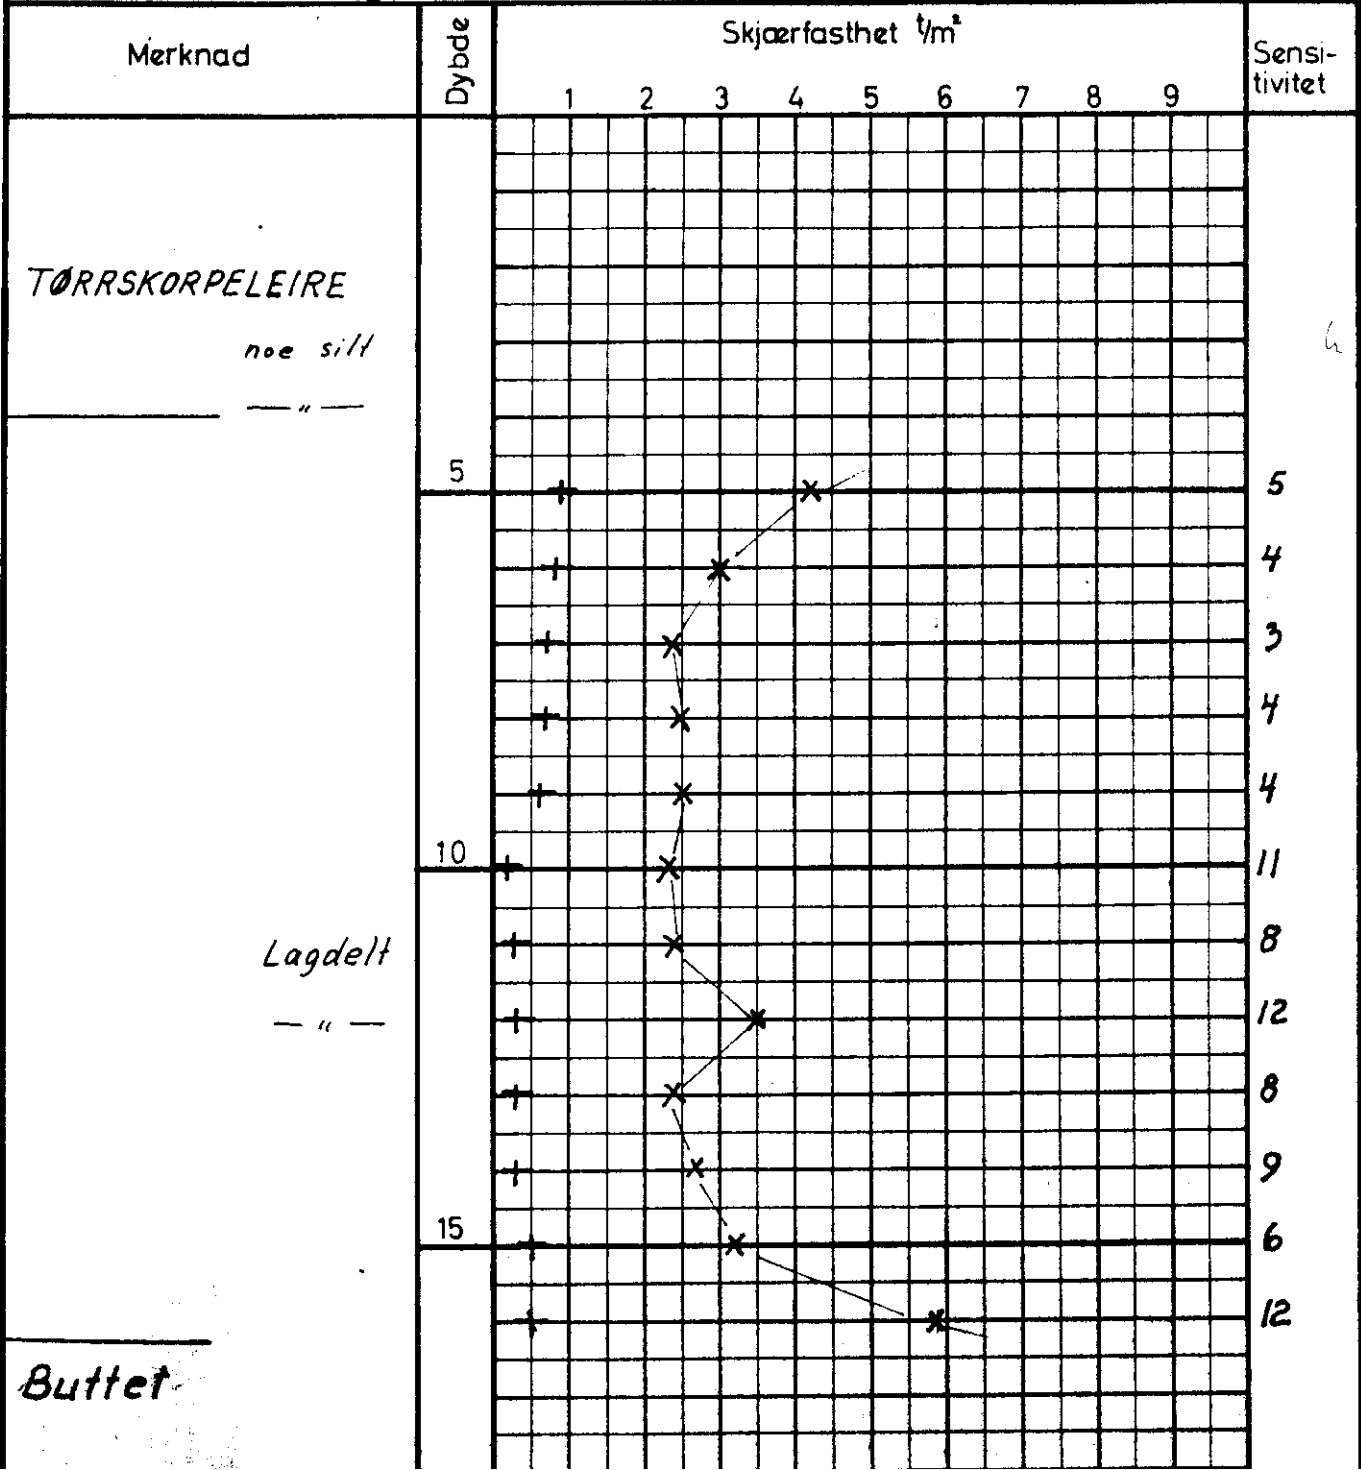 Merknad
Dybde
Skjærfasthet t/m²
Sensi-
tivitet
1 2 3 4 5 6 7 8 9
TØRRSKORPELEIRE
noe silt
— " —
5 5
4
3
4
4
10 11
Lagdelt 8
— " — 12
8
9
15 6
12
Buttet